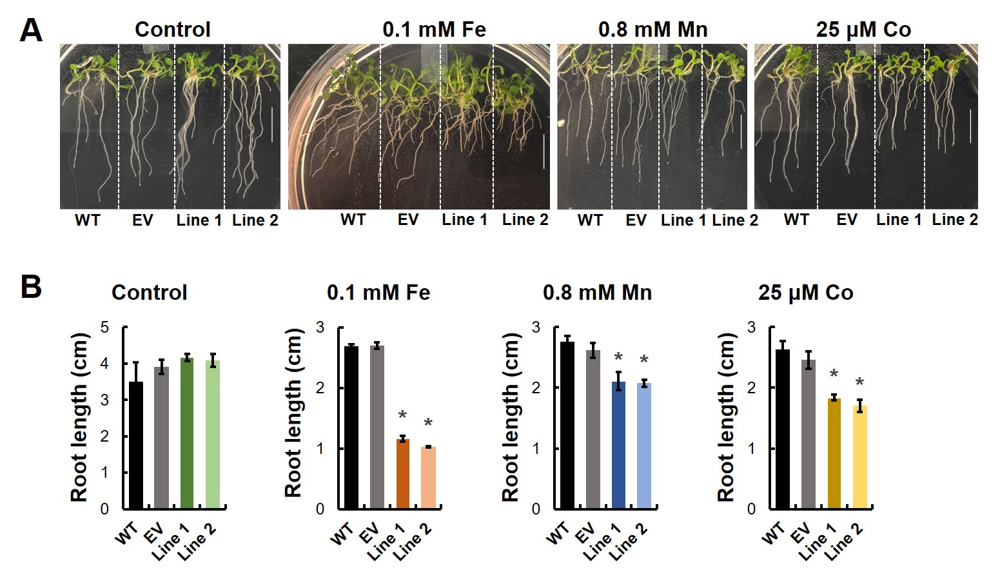 A
Control
0.1 mM Fe
0.8 mM Mn
25 µM Co
WT EV Line 1 Line 2
WT EV Line 1 Line 2
WT EV Line 1 Line 2
WT EV Line 1 Line 2
B
Control
Root length (cm)
5
4
3
2
1
0
WT EV Line 1 Line 2
0.1 mM Fe
Root length (cm)
3
2
1
0
* *
WT EV Line 1 Line 2
0.8 mM Mn
Root length (cm)
3
2
1
0
* *
WT EV Line 1 Line 2
25 µM Co
Root length (cm)
3
2
1
0
* *
WT EV Line 1 Line 2